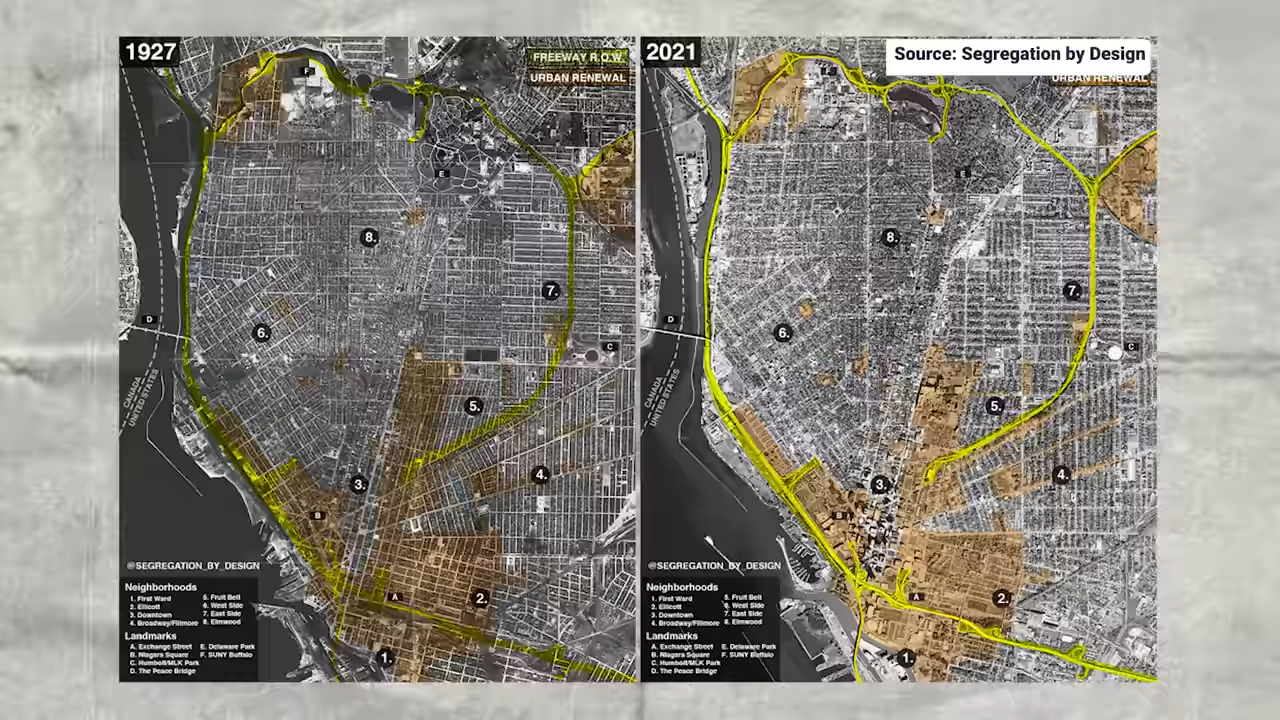 1927
FREEWAY R.O.W.
URBAN RENEWAL
F
E
8.
7.
D
6.
C
CANADA
UNITED STATES
5.
4.
3.
B
A
2.
1.
@SEGREGATION_BY_DESIGN
Neighborhoods
1. First Ward
2. Ellicott
3. Downtown
4. Broadway/Fillmore
5. Fruit Belt
6. West Side
7. East Side
8. Elmwood
Landmarks
A. Exchange Street
B. Niagara Square
C. Humbolt/MLK Park
D. The Peace Bridge
E. Delaware Park
F. SUNY Buffalo
2021
Source: Segregation by Design
URBAN RENEWAL
F
E
8.
7.
D
6.
C
CANADA
UNITED STATES
5.
4.
3.
B
A
2.
1.
@SEGREGATION_BY_DESIGN
Neighborhoods
1. First Ward
2. Ellicott
3. Downtown
4. Broadway/Fillmore
5. Fruit Belt
6. West Side
7. East Side
8. Elmwood
Landmarks
A. Exchange Street
B. Niagara Square
C. Humbolt/MLK Park
D. The Peace Bridge
E. Delaware Park
F. SUNY Buffalo